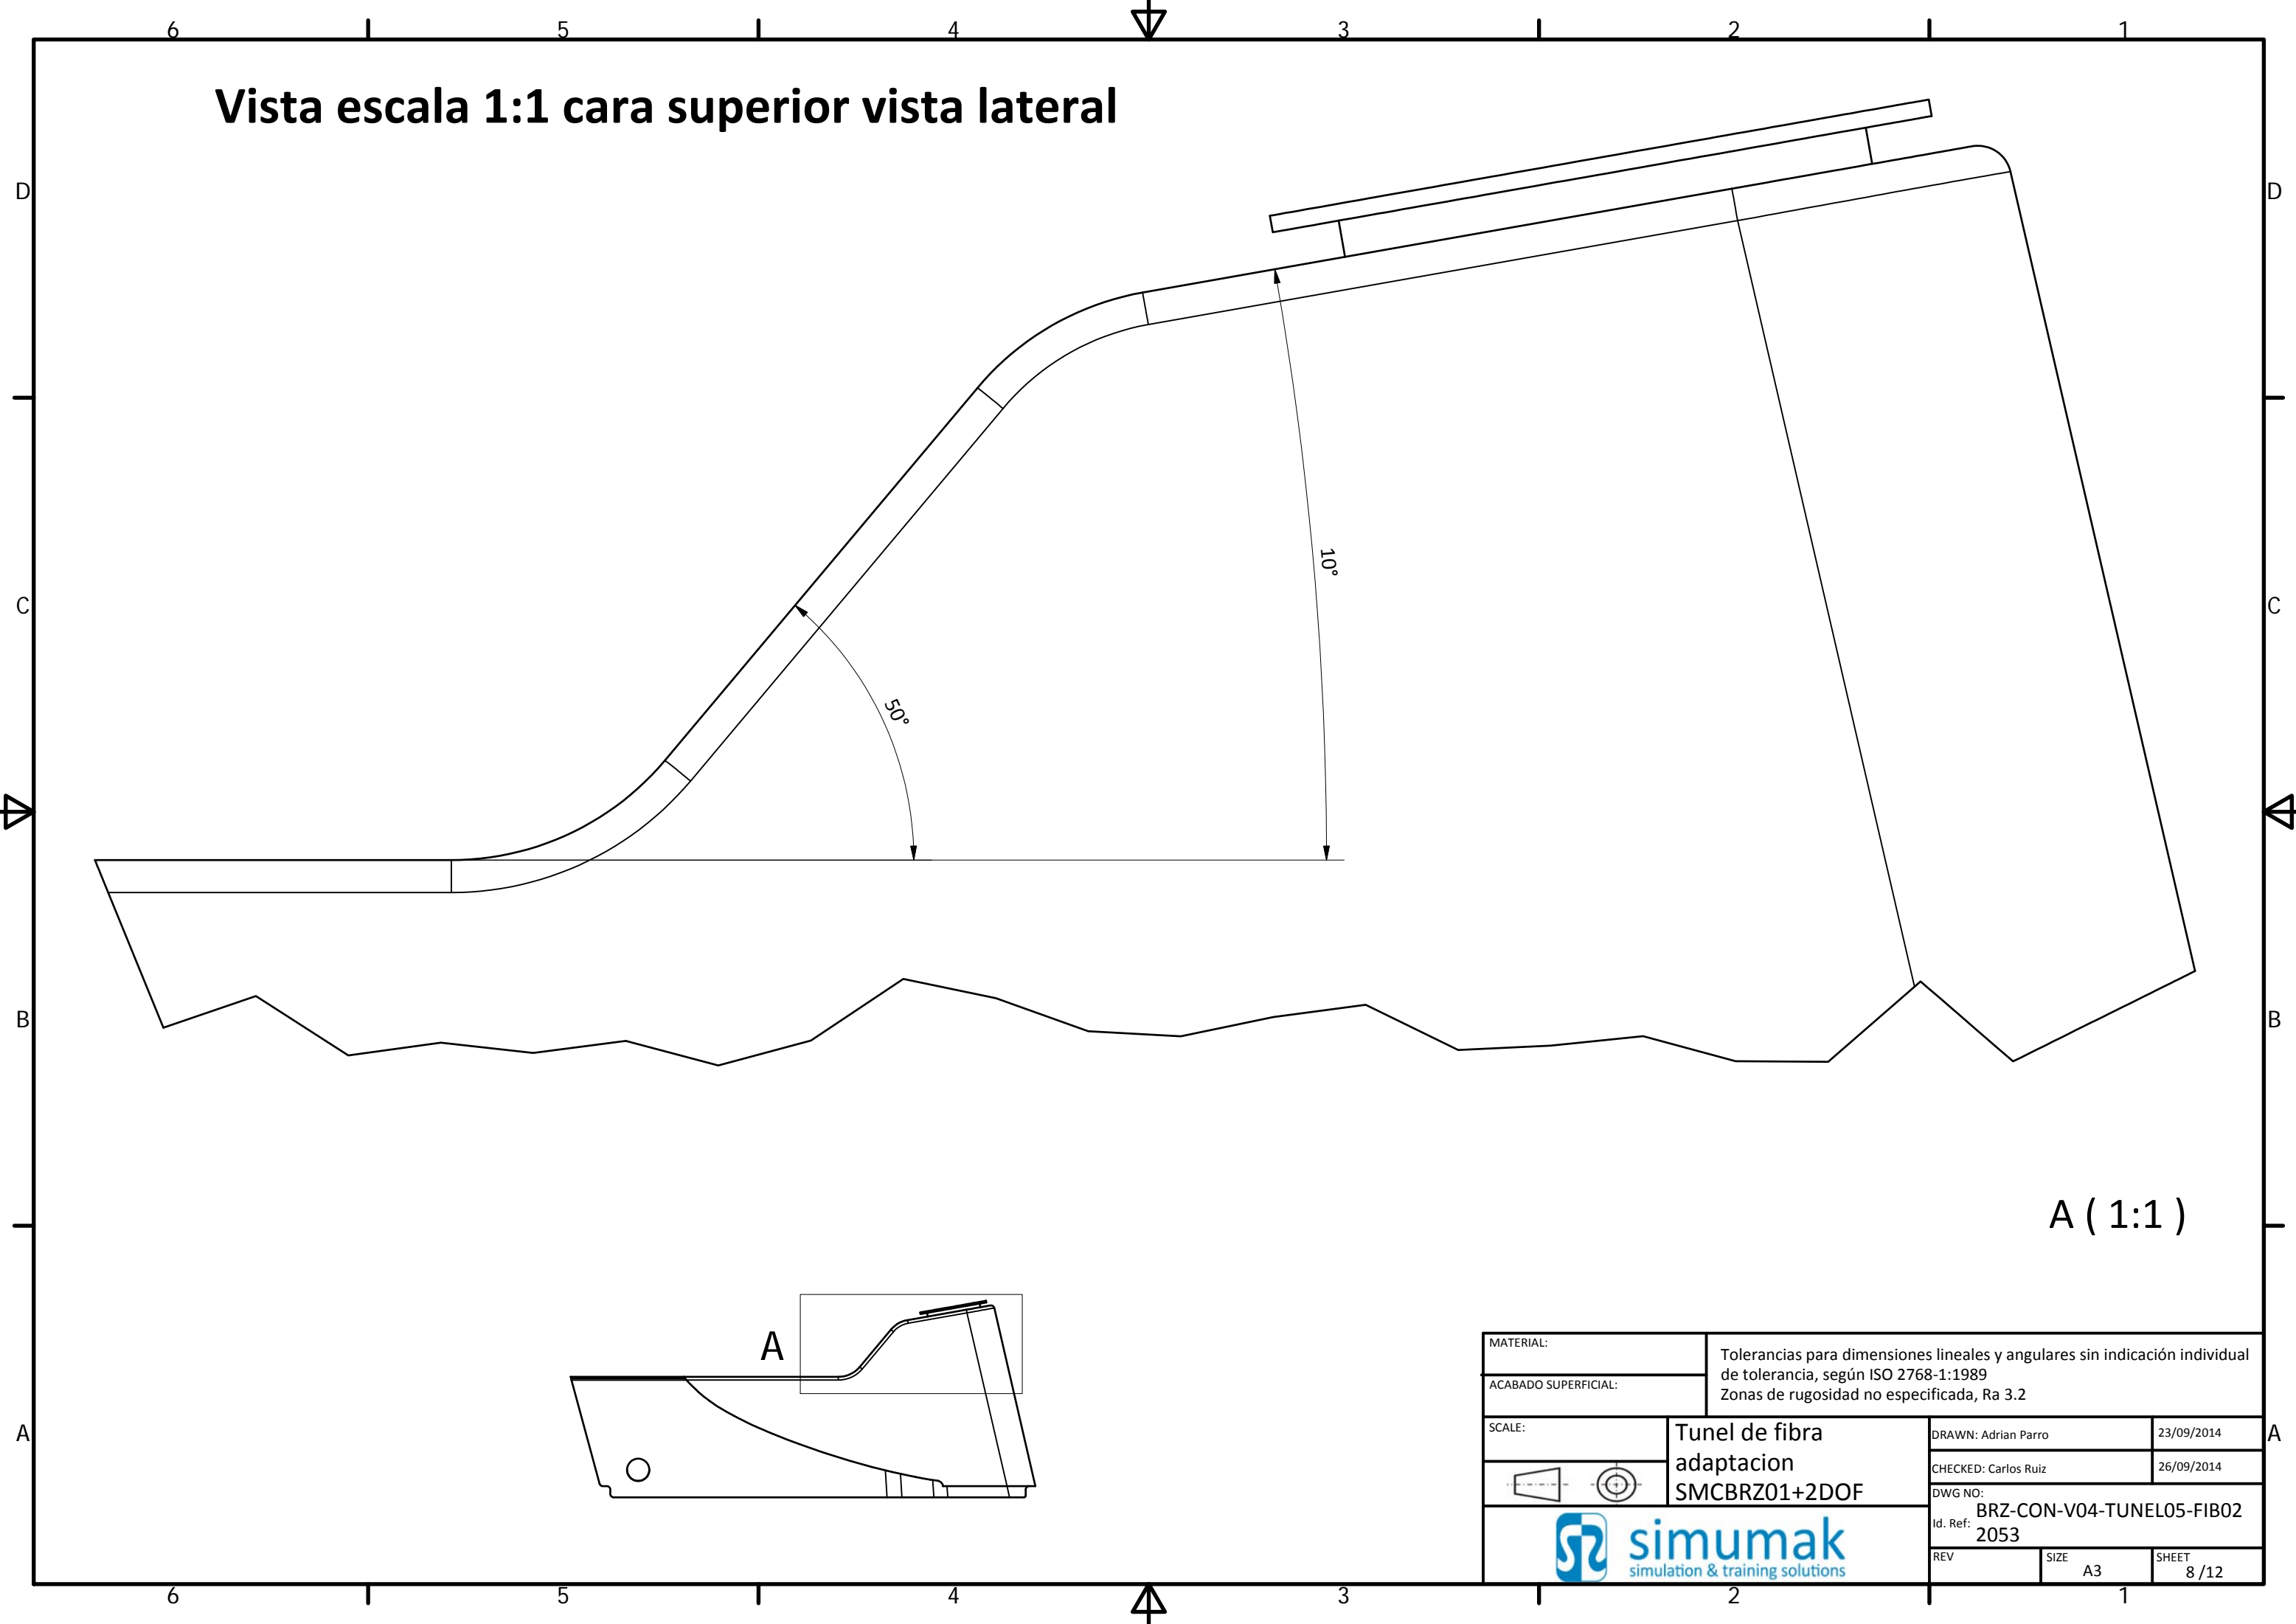 6 5 4 3 2 1
Vista escala 1:1 cara superior vista lateral
D D
10°
C C
50°
B B
A ( 1:1 )
A
A A
MATERIAL:
ACABADO SUPERFICIAL:
Tolerancias para dimensiones lineales y angulares sin indicación individual
de tolerancia, según ISO 2768-1:1989
Zonas de rugosidad no especificada, Ra 3.2
SCALE:
Tunel de fibra
adaptacion
SMCBRZ01+2DOF
DRAWN: Adrian Parro 23/09/2014
CHECKED: Carlos Ruiz 26/09/2014
DWG NO:
Id. Ref: BRZ-CON-V04-TUNEL05-FIB02
2053
simumak
simulation & training solutions
REV
SIZE
A3
SHEET
8 /12
6 5 4 3 2 1